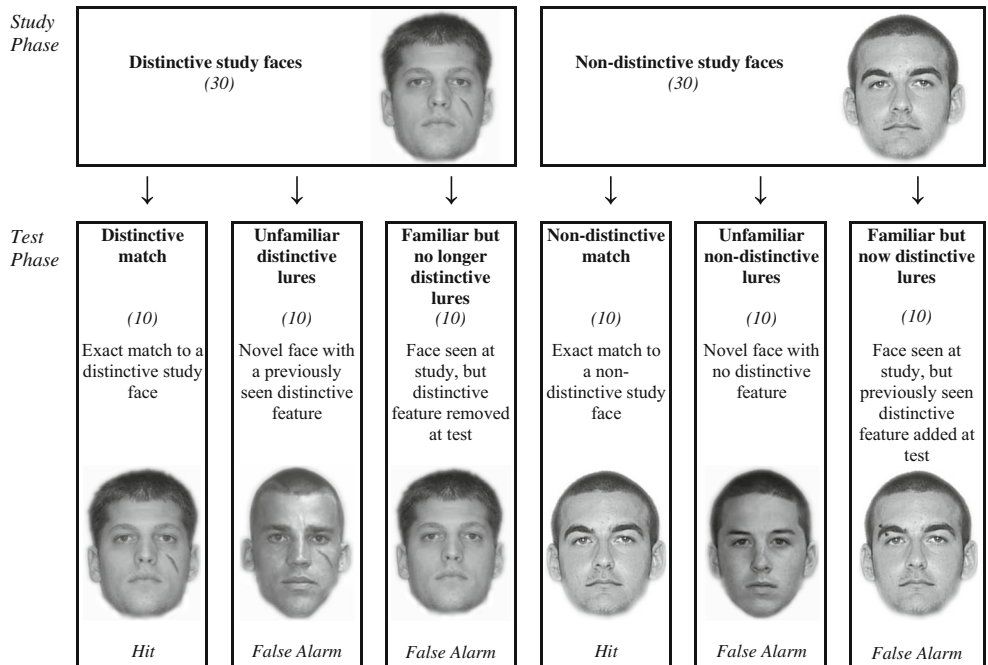 Study
Phase
Distinctive study faces
(30)
Non-distinctive study faces
(30)
Test
Phase
Distinctive
match
(10)
Exact match to a
distinctive study
face
Hit
Unfamiliar
distinctive
lures
(10)
Novel face with
a previously
seen distinctive
feature
False Alarm
Familiar but
no longer
distinctive
lures
(10)
Face seen at
study, but
distinctive
feature removed
at test
False Alarm
Non-distinctive
match
(10)
Exact match to
a non-
distinctive study
face
Hit
Unfamiliar
non-distinctive
lures
(10)
Novel face with
no distinctive
feature
False Alarm
Familiar but
now distinctive
lures
(10)
Face seen at
study, but
previously seen
distinctive
feature added at
test
False Alarm